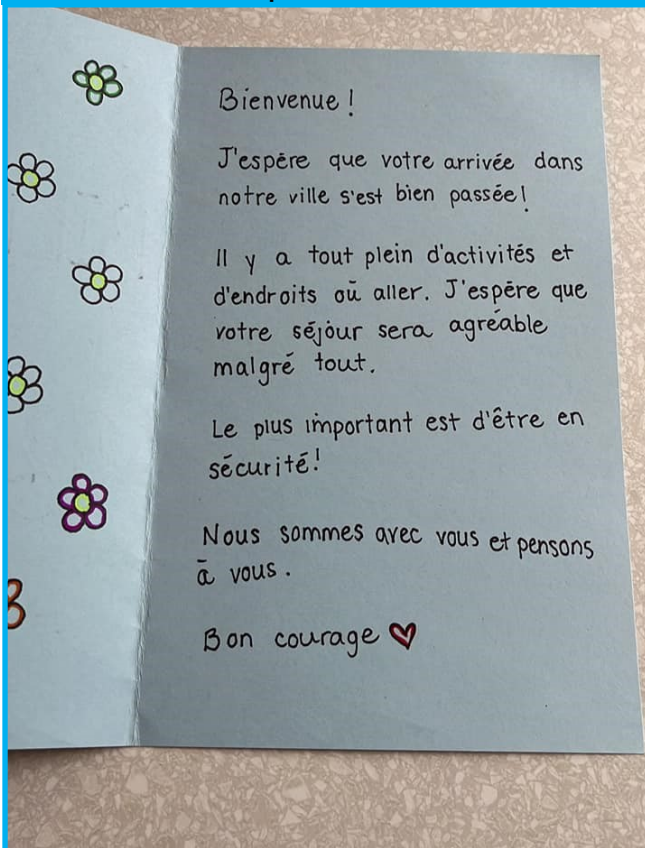 Bienvenue !
J'espère que votre arrivée dans
notre ville s'est bien passée!
Il y a tout plein d'activités et
d'endroits où aller. J'espère que
votre séjour sera agréable
malgré tout.
Le plus important est d'être en
sécurité!
Nous sommes avec vous et pensons
à vous.
Bon courage